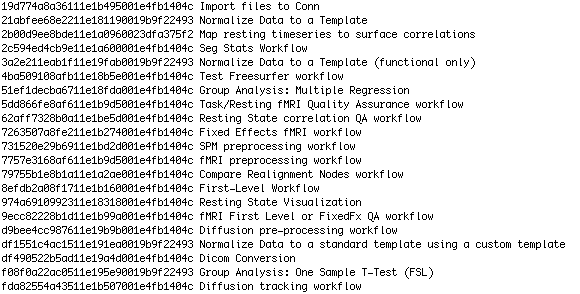 19d774a8a36111e1b495001e4fb1404c Import files to Conn
21abfee68e2211e181190019b9f22493 Normalize Data to a Template
2b00d9ee8bde11e1a0960023dfa375f2 Map resting timeseries to surface correlations
2c594ed4cb9e11e1a600001e4fb1404c Seg Stats Workflow
3a2e211eab1f11e19fab0019b9f22493 Normalize Data to a Template (functional only)
4ba509108afb11e18b5e001e4fb1404c Test Freesurfer workflow
51ef1decba6711e18fda001e4fb1404c Group Analysis: Multiple Regression
5dd866fe8af611e1b9d5001e4fb1404c Task/Resting fMRI Quality Assurance workflow
62aff7328b0a11e1be5d001e4fb1404c Resting State correlation QA workflow
7263507a8fe211e1b274001e4fb1404c Fixed Effects fMRI workflow
731520e29b6911e1bd2d001e4fb1404c SPM preprocessing workflow
7757e3168af611e1b9d5001e4fb1404c fMRI preprocessing workflow
79755b1e8b1a11e1a2ae001e4fb1404c Compare Realignment Nodes workflow
8efdb2a08f1711e1b160001e4fb1404c First-Level Workflow
974a6910992311e18318001e4fb1404c Resting State Visualization
9ecc82228b1d11e1b99a001e4fb1404c fMRI First Level or FixedFx QA workflow
d9bee4cc987611e19b9b001e4fb1404c Diffusion pre-processing workflow
df1551c4ac1511e191ea0019b9f22493 Normalize Data to a standard template using a custom template
df490522b5ad11e19a4d001e4fb1404c Dicom Conversion
f08f0a22ac0511e195e90019b9f22493 Group Analysis: One Sample T-Test (FSL)
fda82554a43511e1b507001e4fb1404c Diffusion tracking workflow